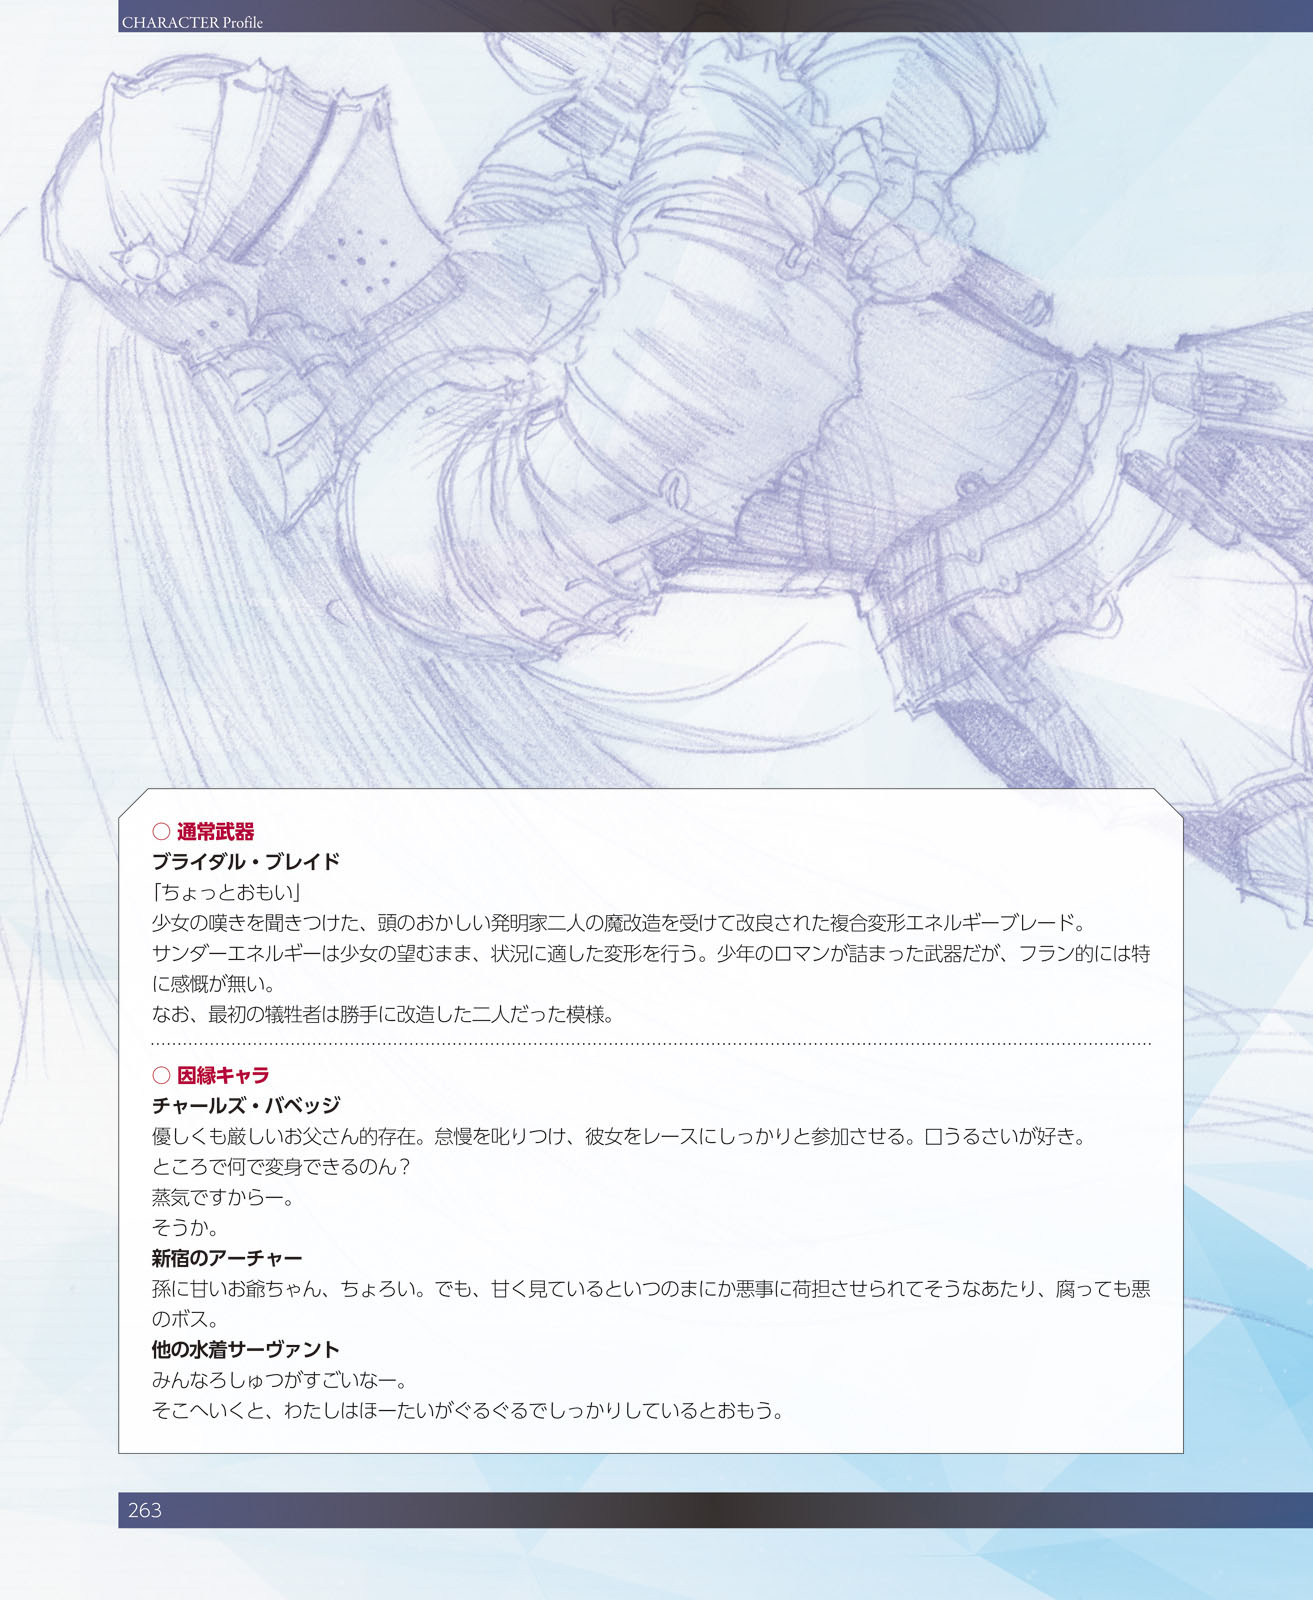 CHARACTER Profile
○ 通常武器
ブライダル・ブレイド
「ちょっとおもい」
少女の嘆きを聞きつけた、頭のおかしい発明家二人の魔改造を受けて改良された複合変形エネルギーブレード。
サンダーエネルギーは少女の望むまま、状況に適した変形を行う。少年のロマンが詰まった武器だが、フラン的には特
に感慨が無い。
なお、最初の犠牲者は勝手に改造した二人だった模様。
○ 因縁キャラ
チャールズ・バベッジ
優しくも厳しいお父さん的存在。怠慢を叱りつけ、彼女をレースにしっかりと参加させる。口うるさいが好き。
ところで何で変身できるのん？
蒸気ですからー。
そうか。
新宿のアーチャー
孫に甘いお爺ちゃん、ちょろい。でも、甘く見ているといつのまにか悪事に荷担させられてそうなあたり、腐っても悪
のボス。
他の水着サーヴァント
みんなろしゅつがすごいなー。
そこへいくと、わたしはほーたいがぐるぐるでしっかりしているとおもう。
263